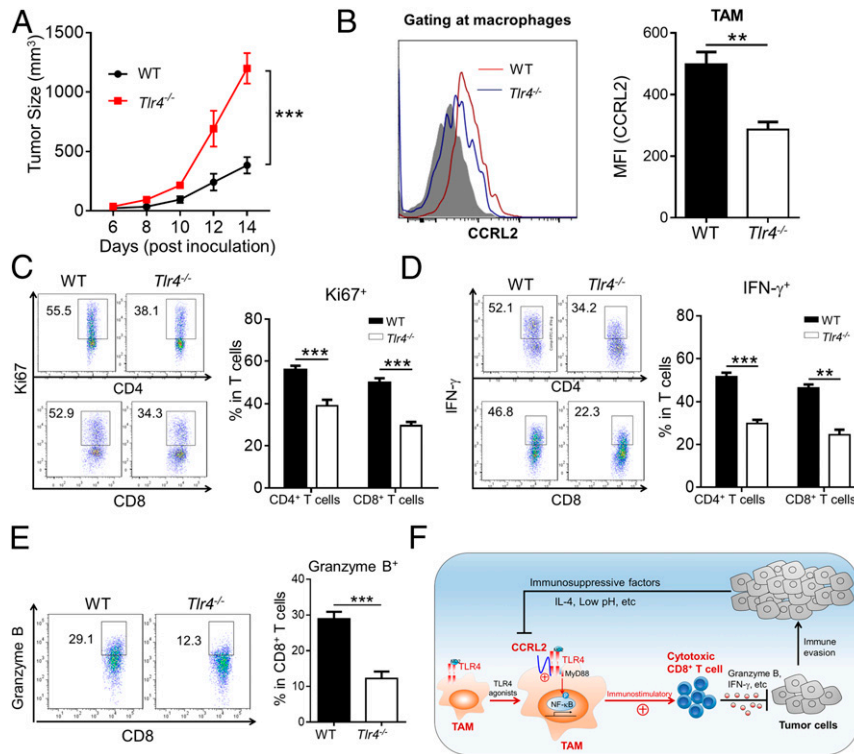 A
Tumor Size (mm³)
1500
1000
500
0
6 8 10 12 14
Days (post inoculation)
WT
Tlr4-/-
***
B
Gating at macrophages
WT
Tlr4-/-
CCRL2
TAM
**
MFI (CCRL2)
600
400
200
0
WT
Tlr4-/-
C
WT
Tlr4-/-
55.5
38.1
Ki67
CD4
52.9
34.3
CD8
Ki67+
WT
Tlr4-/-
***
***
% in T cells
80
60
40
20
0
CD4+ T cells CD8+ T cells
D
WT
Tlr4-/-
52.1
34.2
IFN-γ
CD4
46.8
22.3
CD8
IFN-γ+
WT
Tlr4-/-
***
**
% in T cells
80
60
40
20
0
CD4+ T cells CD8+ T cells
E
WT
Tlr4-/-
29.1
12.3
Granzyme B
CD8
Granzyme B+
***
% in CD8+ T cells
40
30
20
10
0
WT
Tlr4-/-
F
Immunosuppressive factors
IL-4, Low pH, etc
CCRL2
TLR4
TLR4
MyD88
NF-κB
TLR4
agonists
TAM
TAM
Immunostimulatory
Cytotoxic
CD8+ T cell
Granzyme B,
IFN-γ, etc
Immune
evasion
Tumor cells